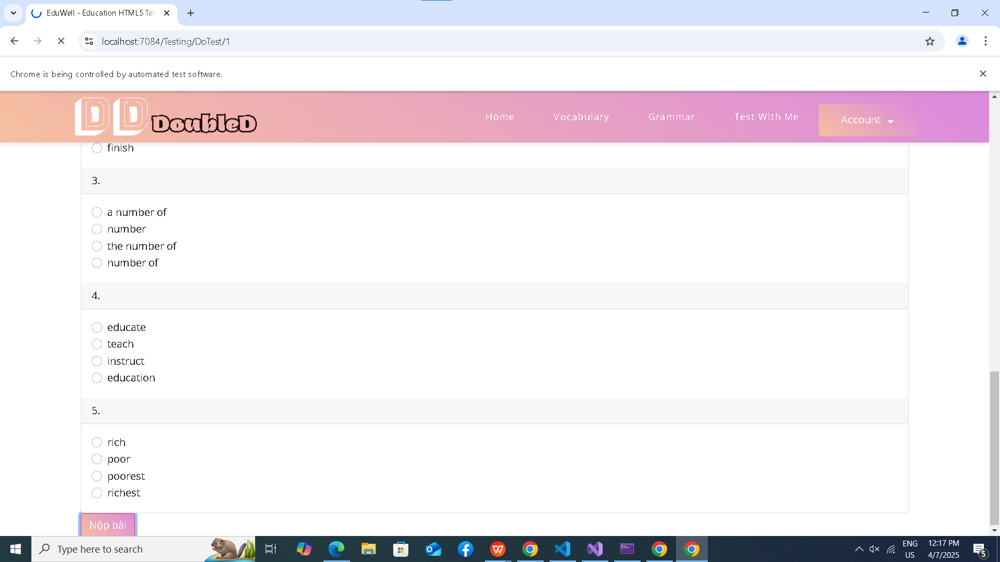 EduWell - Education HTML5 Ter
localhost:7084/Testing/DoTest/1
Chrome is being controlled by automated test software.
DD DoubleD
Home
Vocabulary
Grammar
Test With Me
Account
finish
3.
a number of
number
the number of
number of
4.
educate
teach
instruct
education
5.
rich
poor
poorest
richest
Nộp bài
Type here to search
ENG
US
12:17 PM
4/7/2025
5